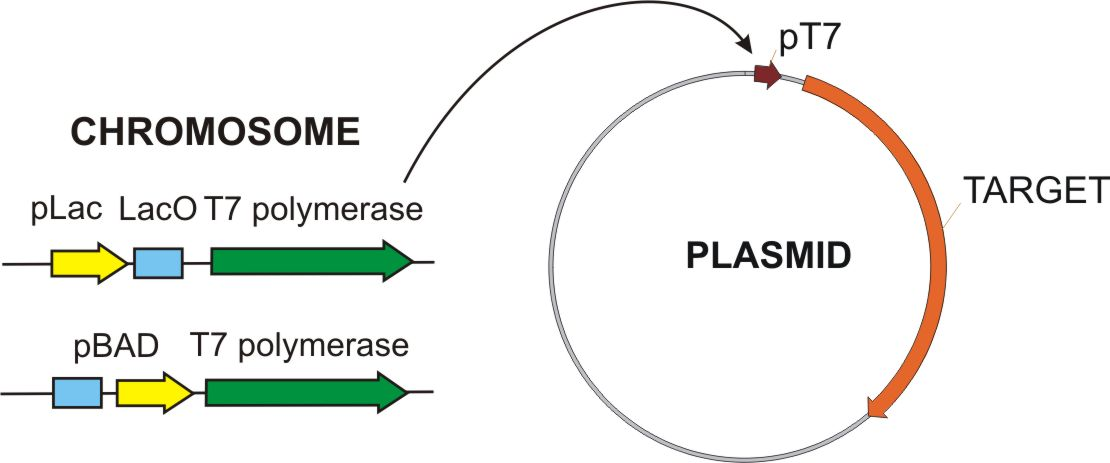 CHROMOSOME
pLac LacO T7 polymerase
pBAD T7 polymerase
pT7
TARGET
PLASMID